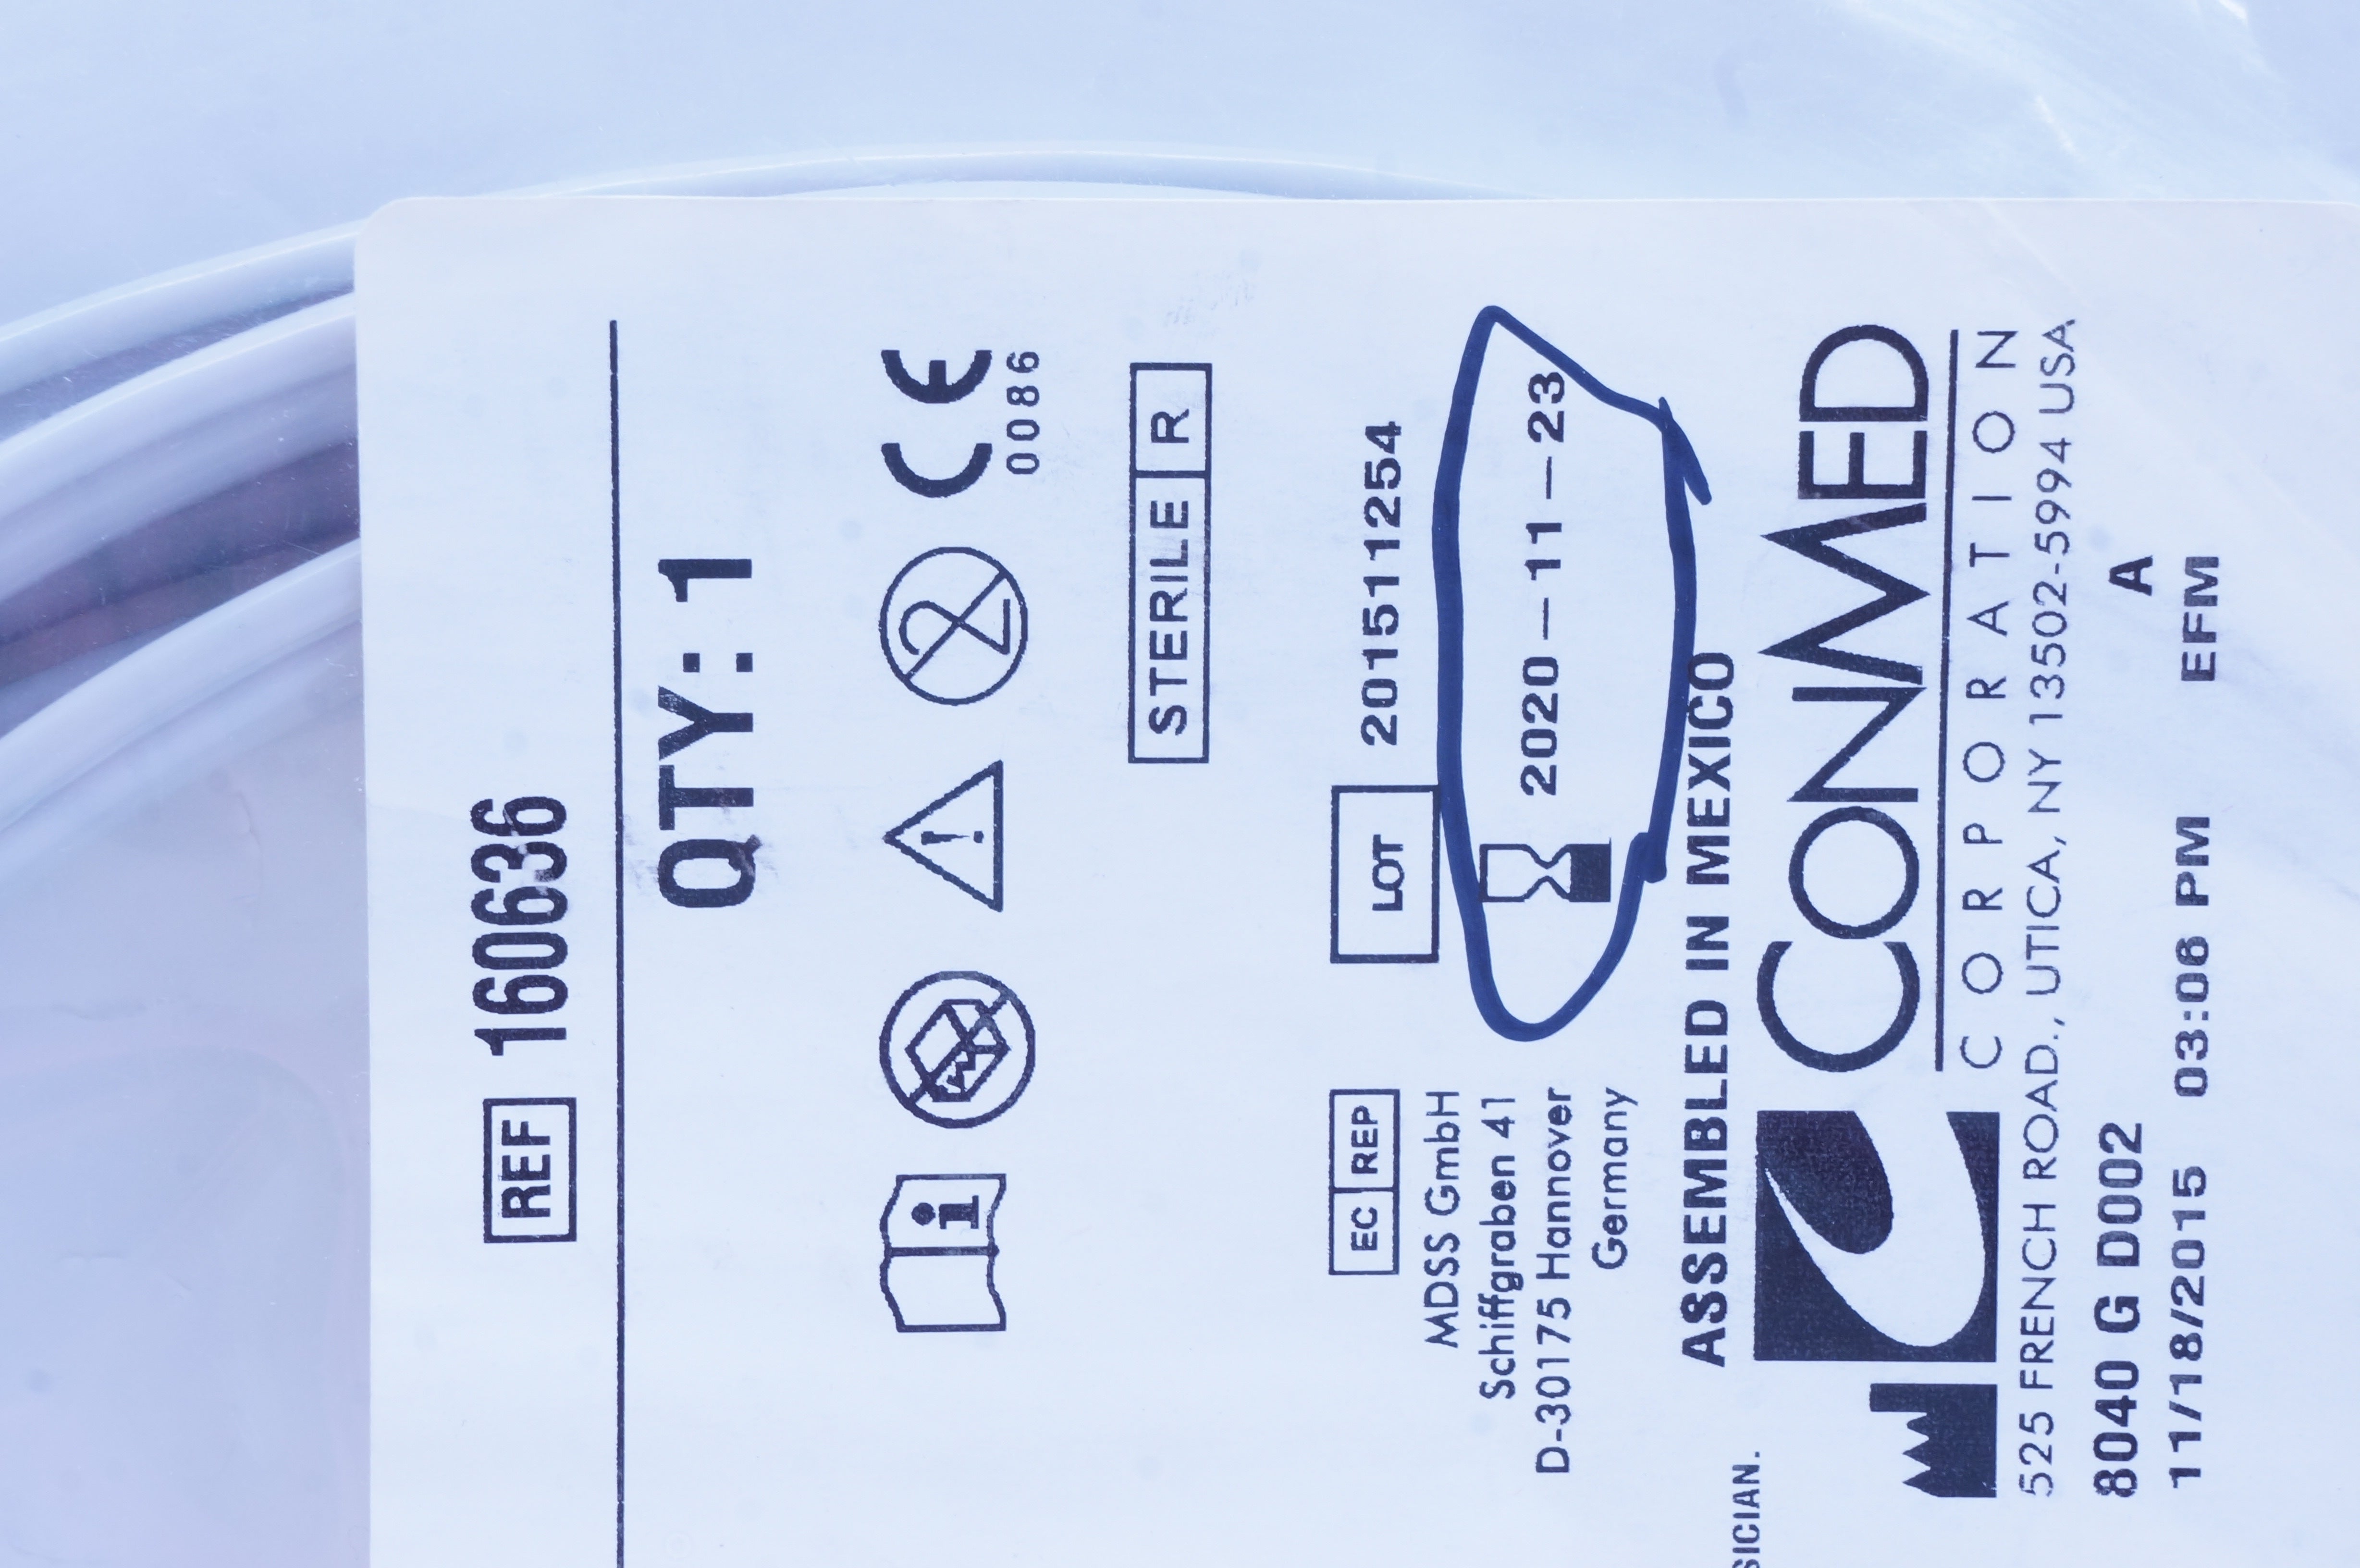 REF 160636
QTY: 1
CE
0086
STERILE R
LOT 201511254
2020-11-23
EC REP
MDSS GmbH
Schiffgraben 41
D-30175 Hannover
Germany
ASSEMBLED IN MEXICO
CONMED
CORPORATION
525 FRENCH ROAD., UTICA, NY 13502-5994 USA
8040 G D002 A
11/18/2015 03:06 PM EFM